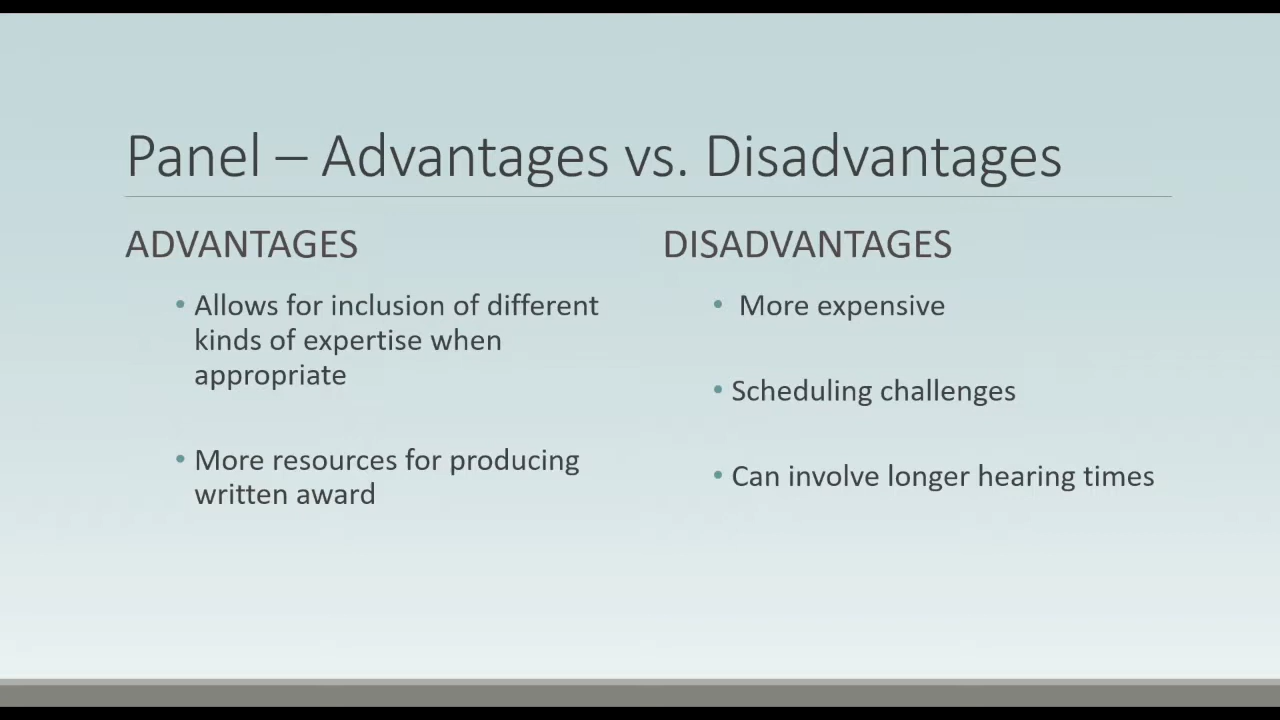 Panel – Advantages vs. Disadvantages
ADVANTAGES
• Allows for inclusion of different
kinds of expertise when
appropriate
• More resources for producing
written award
DISADVANTAGES
• More expensive
• Scheduling challenges
• Can involve longer hearing times